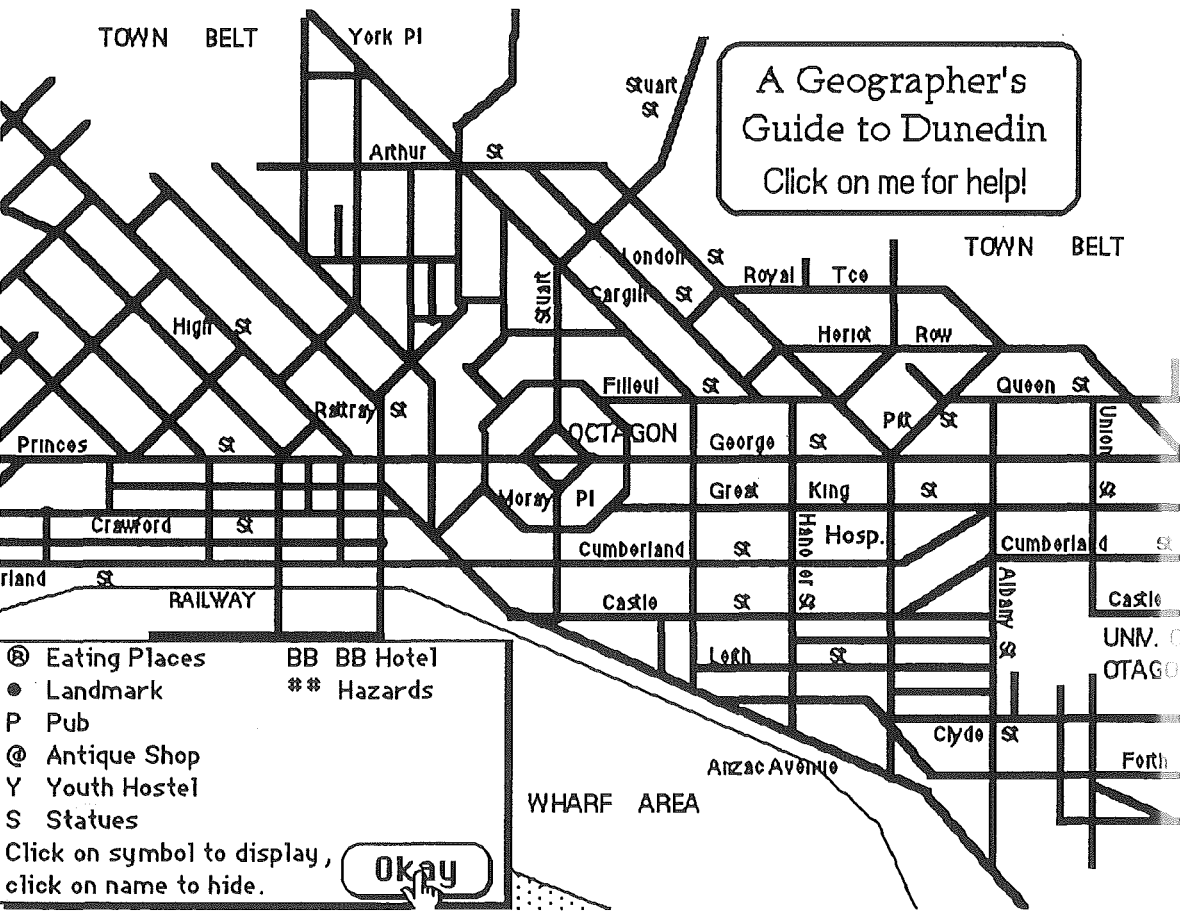 TOWN BELT
York Pl
Stuart
St
A Geographer's
Guide to Dunedin
Click on me for help!
Arthur St
TOWN BELT
London St
Royal Tce
Stuart
Cargill St
High St
Heriot Row
Filleul St
Queen St
Rattray St
Pitt St
Union St
OCTAGON
Princes St
George St
Moray Pl
Great King St
Crawford St
Hanover St
Hosp.
Cumberland St
Cumberland St
rland St
Albany St
RAILWAY
Castle St
Castle
UNIV.
OTAGO
Leith St
® Eating Places
BB BB Hotel
● Landmark
## Hazards
P Pub
@ Antique Shop
Y Youth Hostel
S Statues
Click on symbol to display,
click on name to hide.
Okay
Clyde St
Anzac Avenue
Forth
WHARF AREA